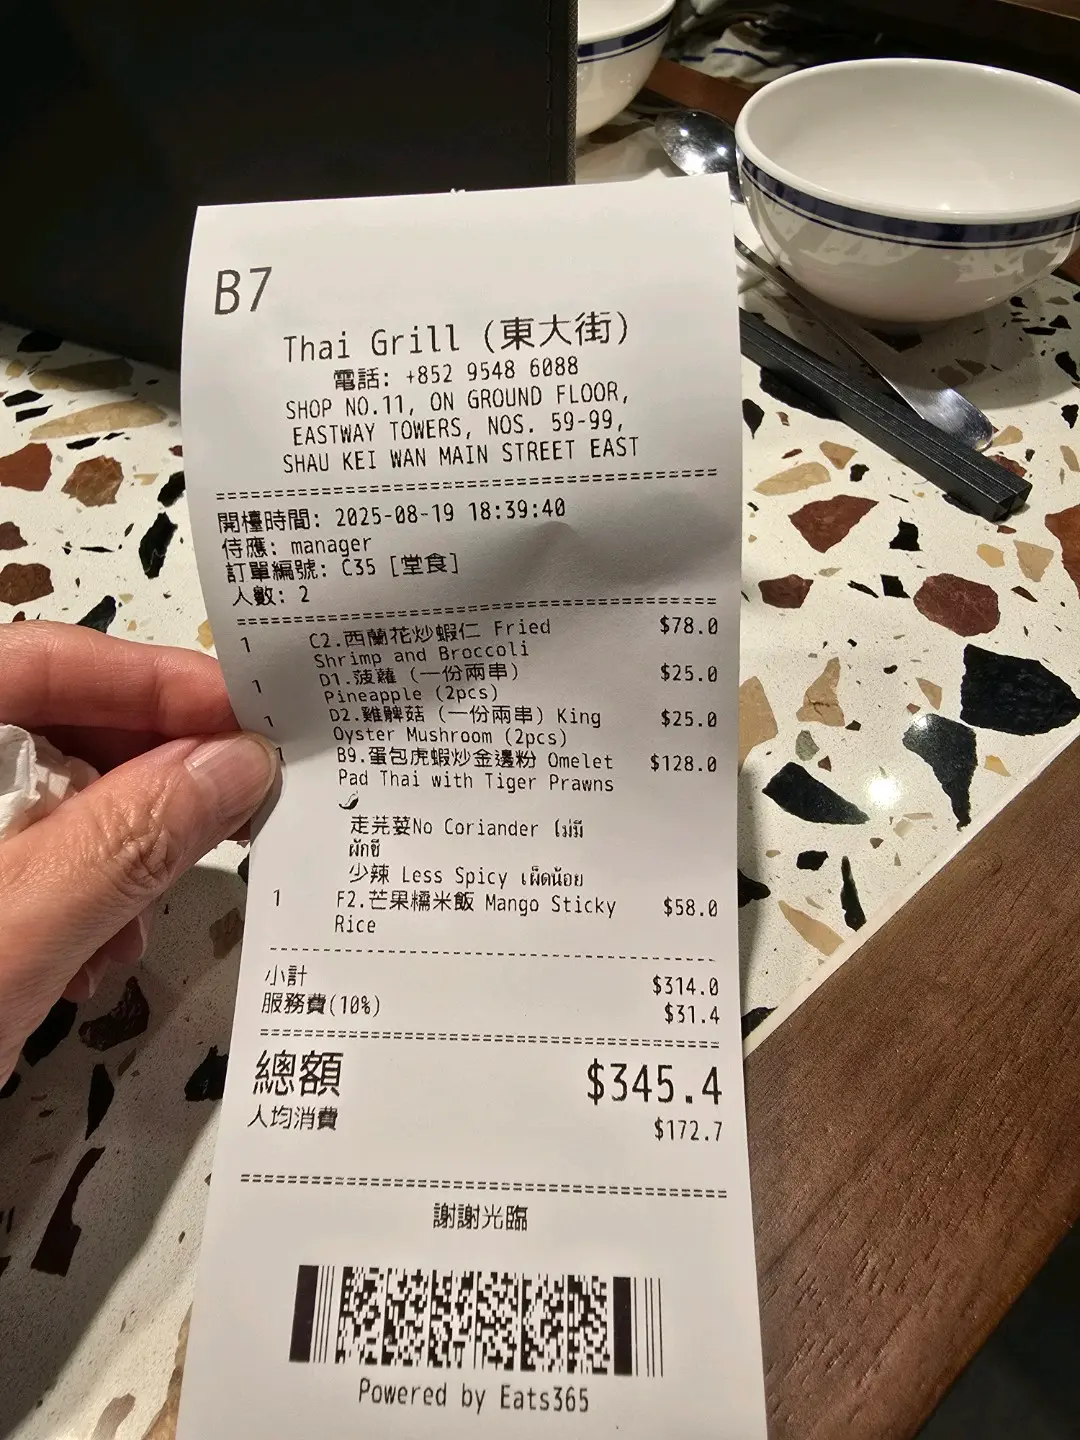 B7
Thai Grill (東大街)
電話: +852 9548 6088
SHOP NO.11, ON GROUND FLOOR,
EASTWAY TOWERS, NOS. 59-99,
SHAU KEI WAN MAIN STREET EAST
開檯時間: 2025-08-19 18:39:40
侍應: manager
訂單編號: C35 [堂食]
人數: 2
1 C2.西蘭花炒蝦仁 Fried $78.0
Shrimp and Broccoli
1 D1.菠蘿 (一份兩串) $25.0
Pineapple (2pcs)
1 D2.雞髀菇 (一份兩串) King $25.0
Oyster Mushroom (2pcs)
1 B9.蛋包虎蝦炒金邊粉 Omelet $128.0
Pad Thai with Tiger Prawns
走芫荽No Coriander ไม่มี
ผักชี
少辣 Less Spicy เผ็ดน้อย
1 F2.芒果糯米飯 Mango Sticky $58.0
Rice
小計 $314.0
服務費(10%) $31.4
總額 $345.4
人均消費 $172.7
謝謝光臨
Powered by Eats365